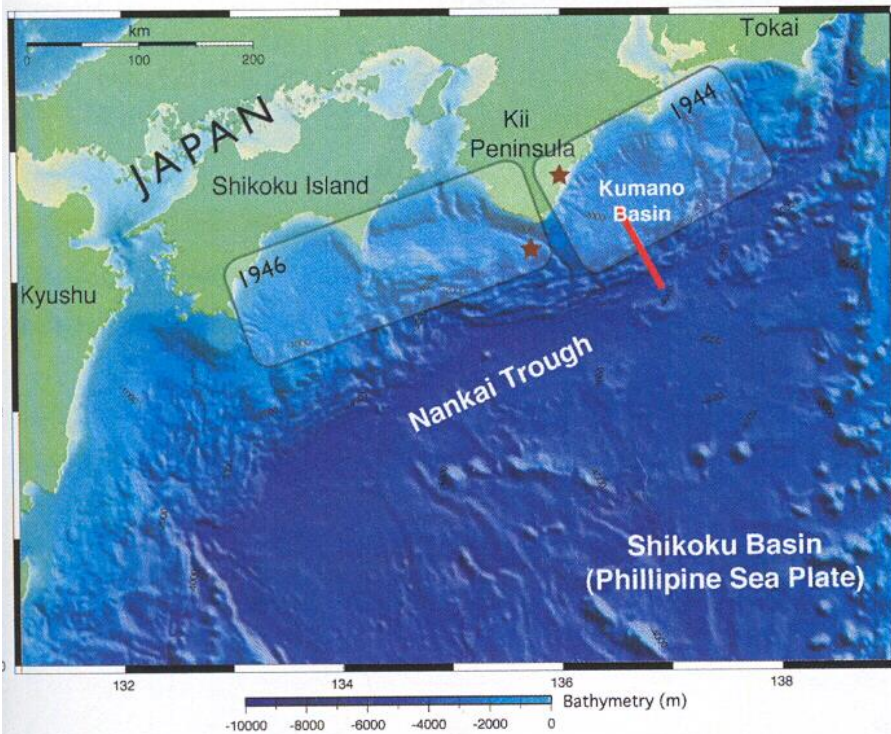 km
0 100 200
Tokai
JAPAN
Kii
Peninsula
1944
Shikoku Island
Kumano
Basin
1946
Kyushu
Nankai Trough
Shikoku Basin
(Phillipine Sea Plate)
132 134 136 138
Bathymetry (m)
-10000 -8000 -6000 -4000 -2000 0